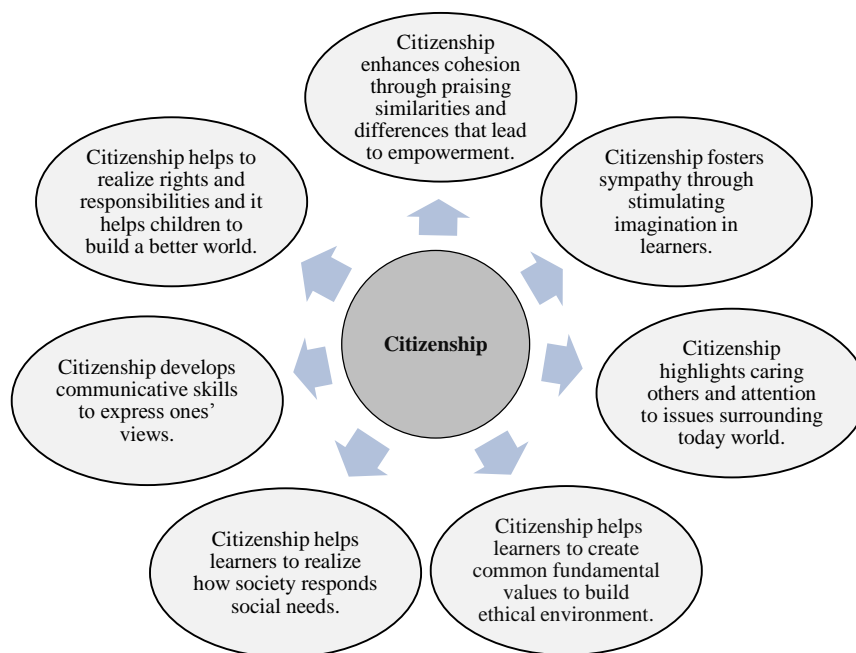 Citizenship
enhances cohesion
through praising
similarities and
differences that lead
to empowerment.
Citizenship helps to
realize rights and
responsibilities and it
helps children to
build a better world.
Citizenship fosters
sympathy through
stimulating
imagination in
learners.
Citizenship
Citizenship develops
communicative skills
to express ones’
views.
Citizenship
highlights caring
others and attention
to issues surrounding
today world.
Citizenship helps
learners to realize
how society responds
social needs.
Citizenship helps
learners to create
common fundamental
values to build
ethical environment.